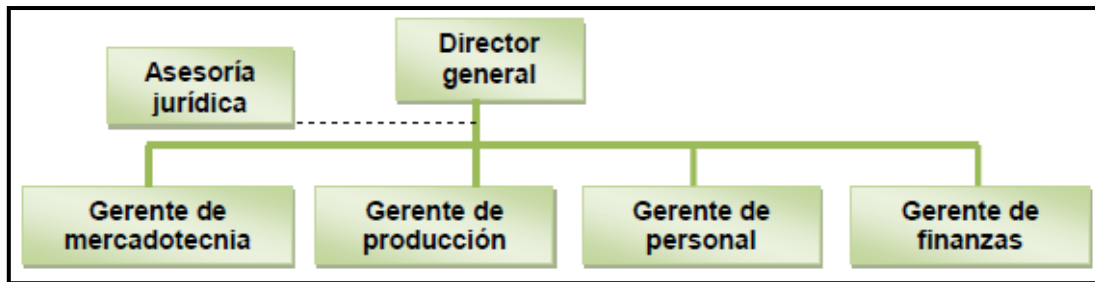 Director
general
Asesoría
jurídica
Gerente de
mercadotecnia
Gerente de
producción
Gerente de
personal
Gerente de
finanzas